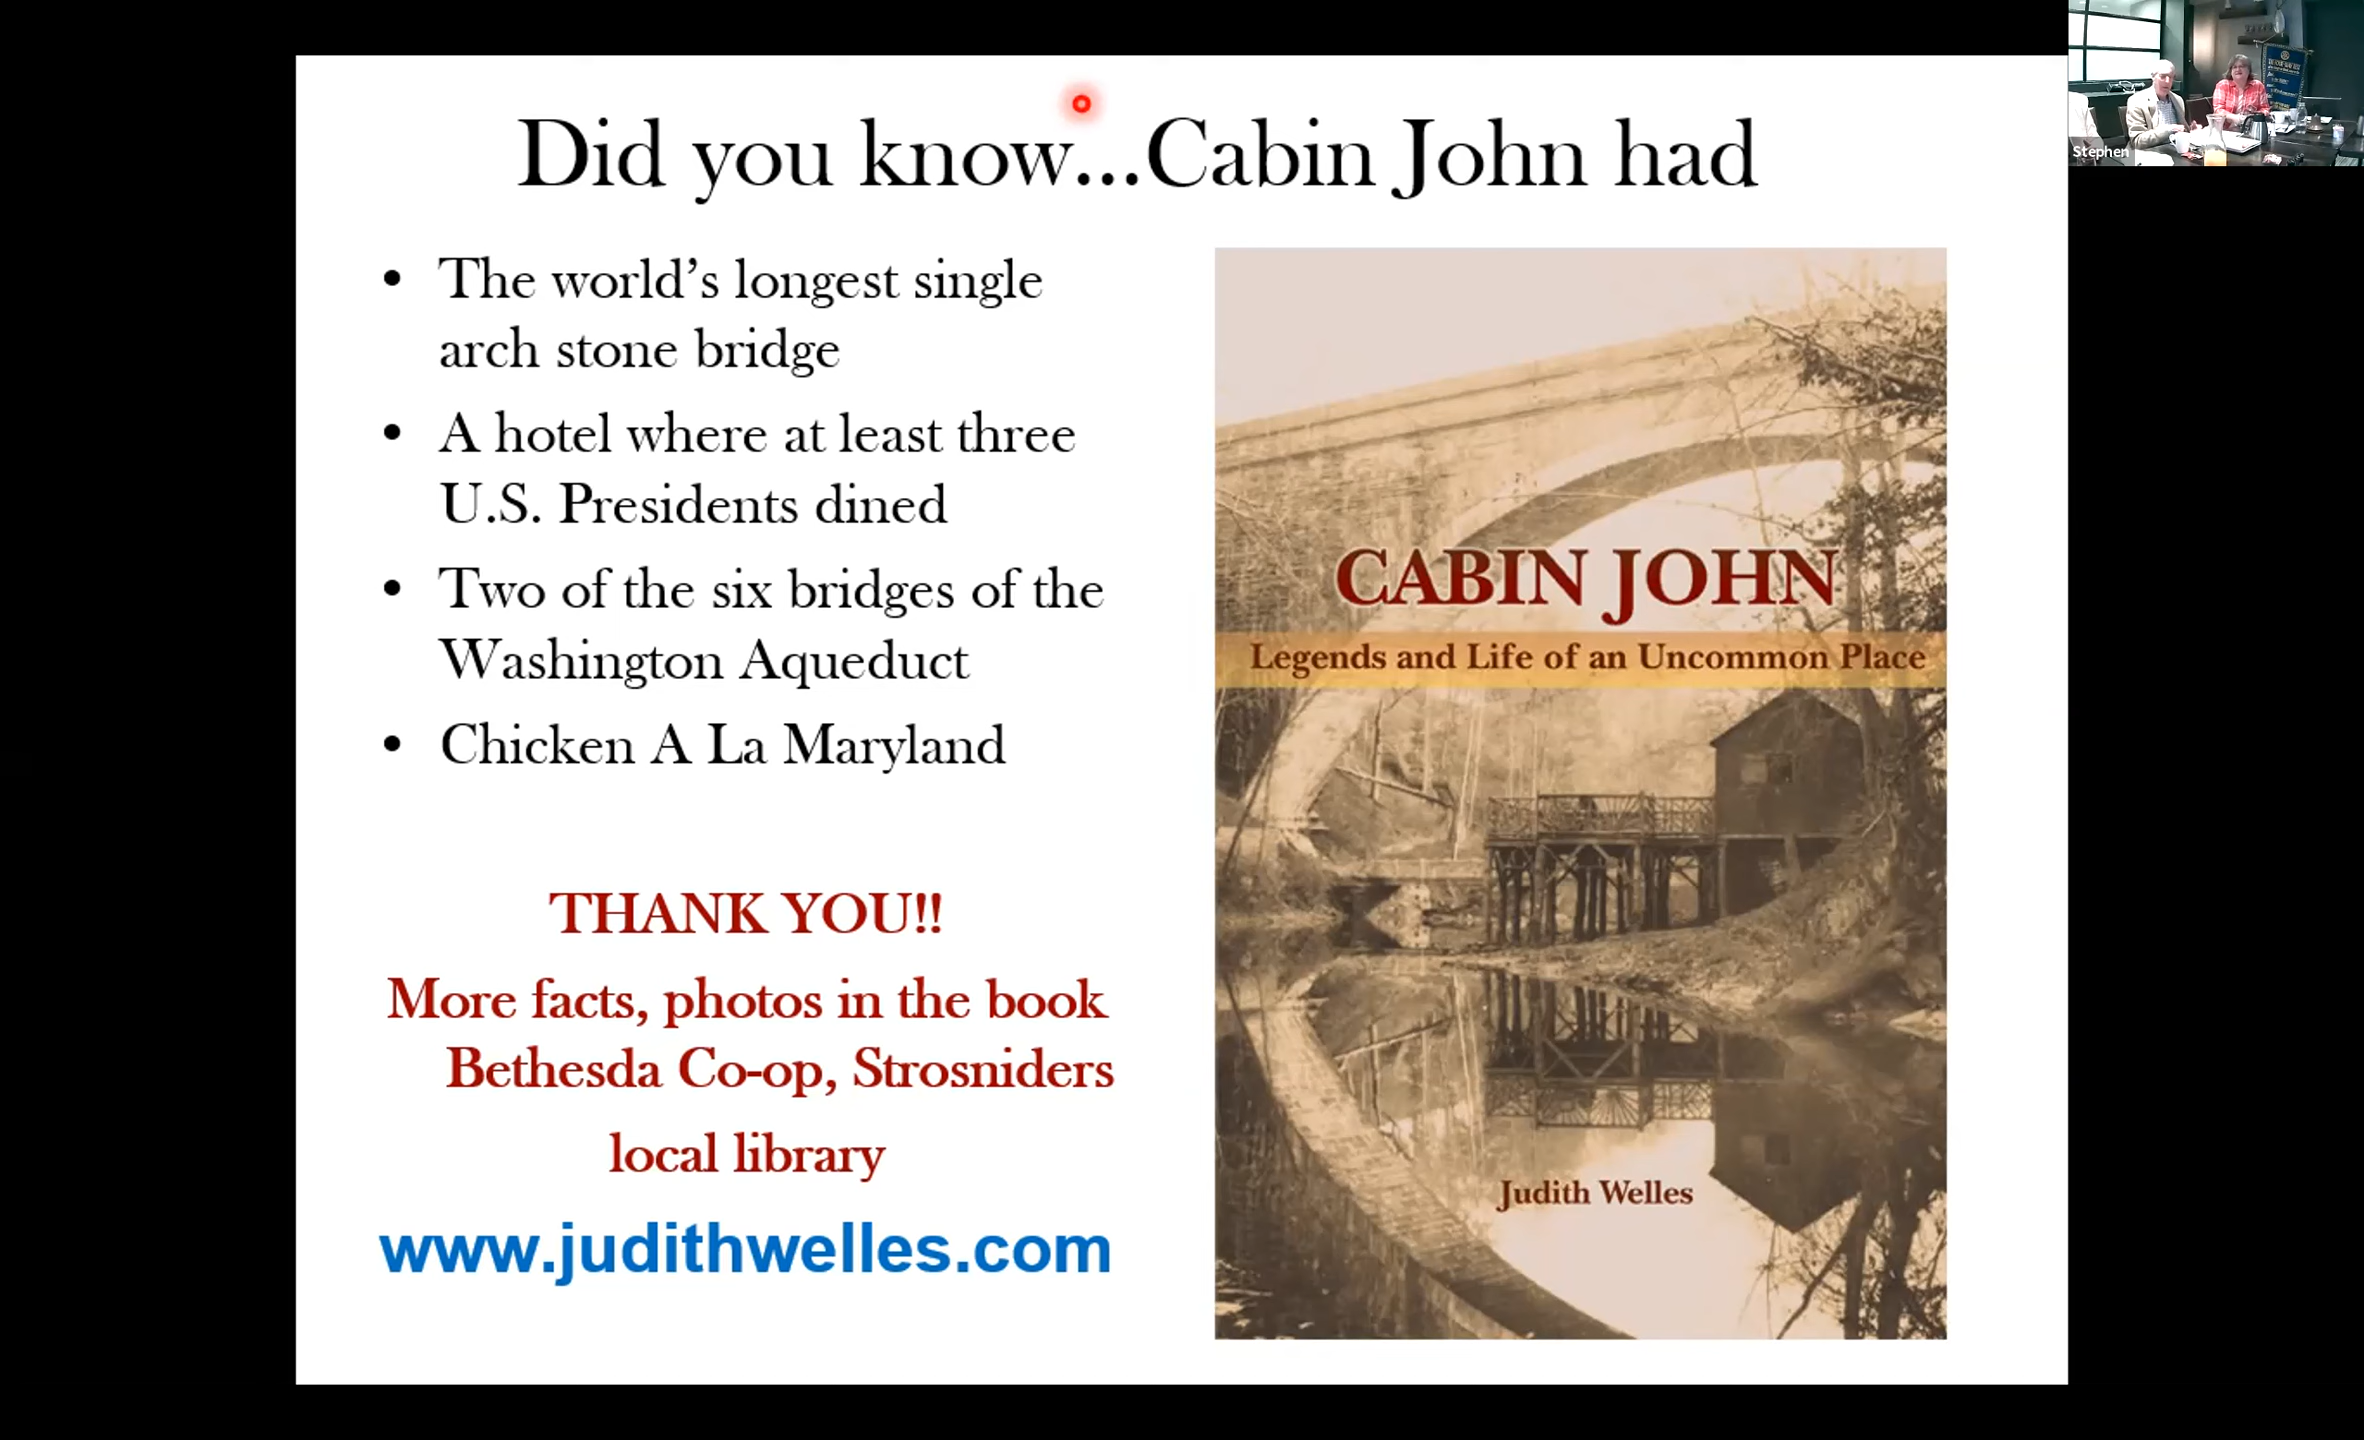 Did you know...Cabin John had
• The world’s longest single
arch stone bridge
• A hotel where at least three
U.S. Presidents dined
• Two of the six bridges of the
Washington Aqueduct
• Chicken A La Maryland
THANK YOU!!
More facts, photos in the book
Bethesda Co-op, Strosniders
local library
www.judithwelles.com
CABIN JOHN
Legends and Life of an Uncommon Place
Judith Welles
Stephen